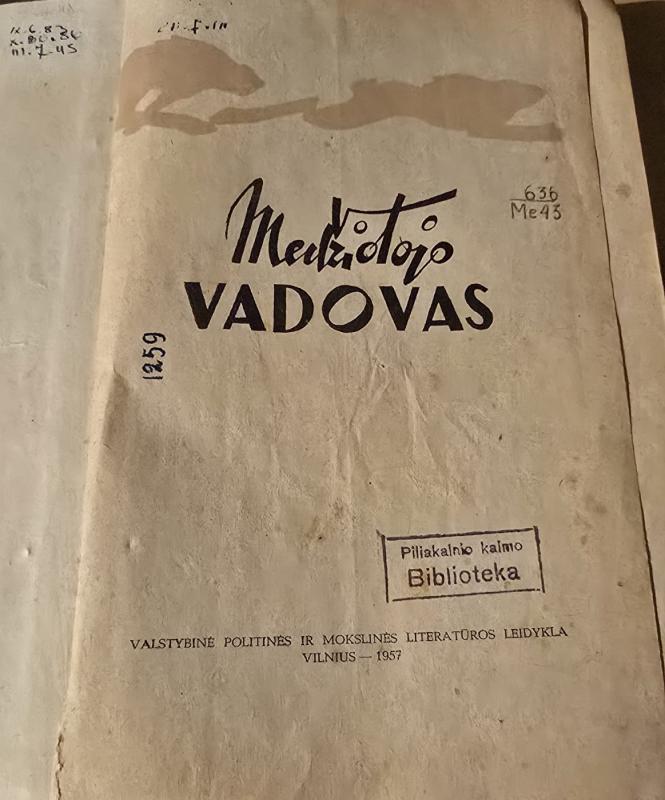 636
Me43
Medžiotojo
VADOVAS
1259
Piliakalnio kaimo
Biblioteka
VALSTYBINĖ POLITINĖS IR MOKSLINĖS LITERATŪROS LEIDYKLA
VILNIUS — 1957